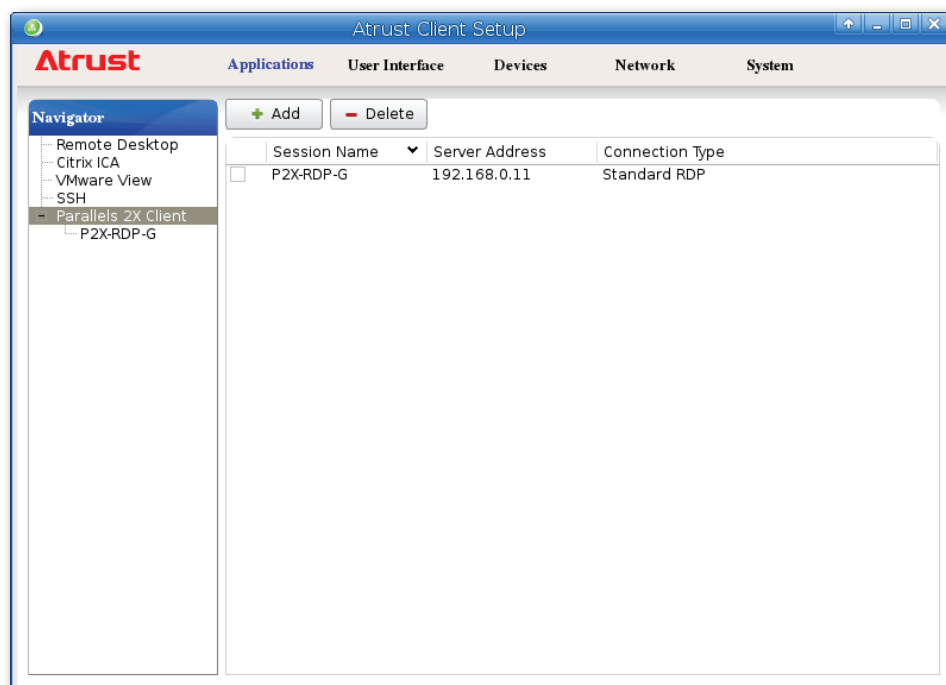 Atrust Client Setup
Atrust
Applications User Interface Devices Network System
Navigator
Remote Desktop
Citrix ICA
VMware View
SSH
Parallels 2X Client
P2X-RDP-G
Add Delete
Session Name Server Address Connection Type
P2X-RDP-G 192.168.0.11 Standard RDP